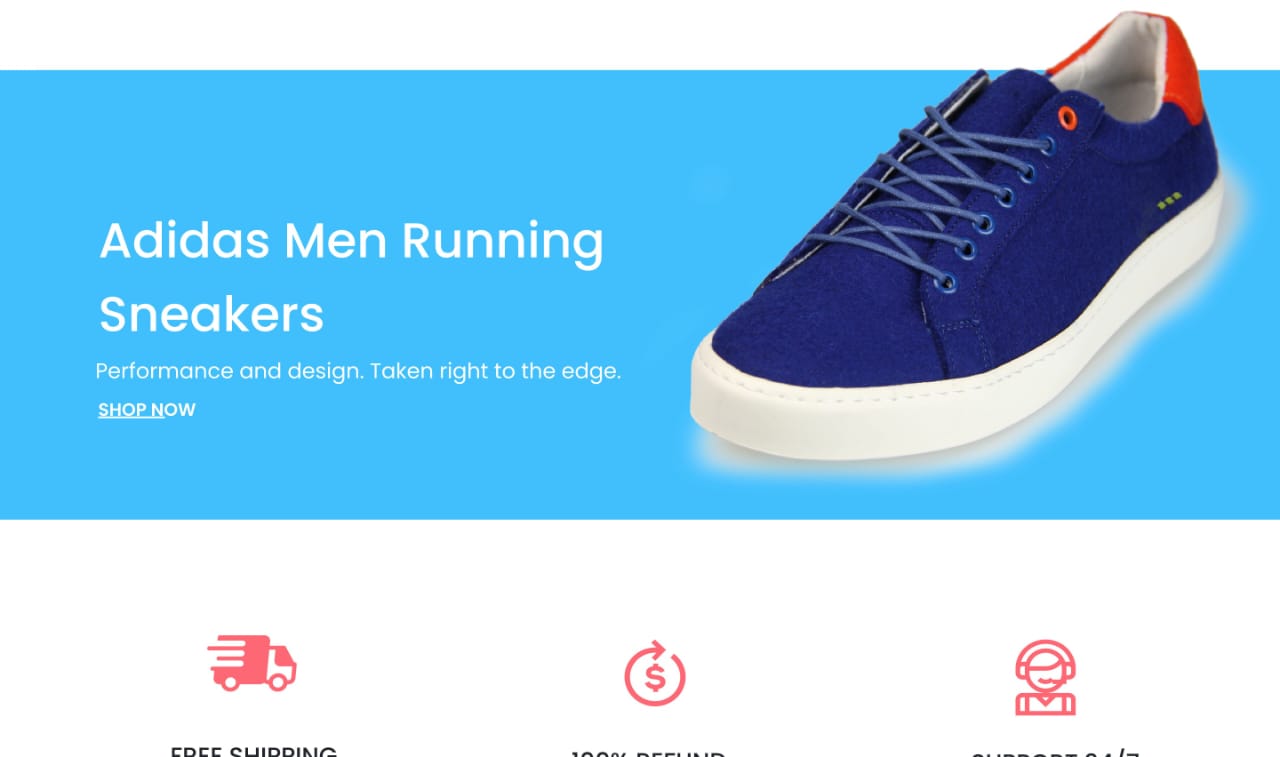 Adidas Men Running
Sneakers
Performance and design. Taken right to the edge.
SHOP NOW
FREE SHIPPING
100% REFUND
SUPPORT 24/7